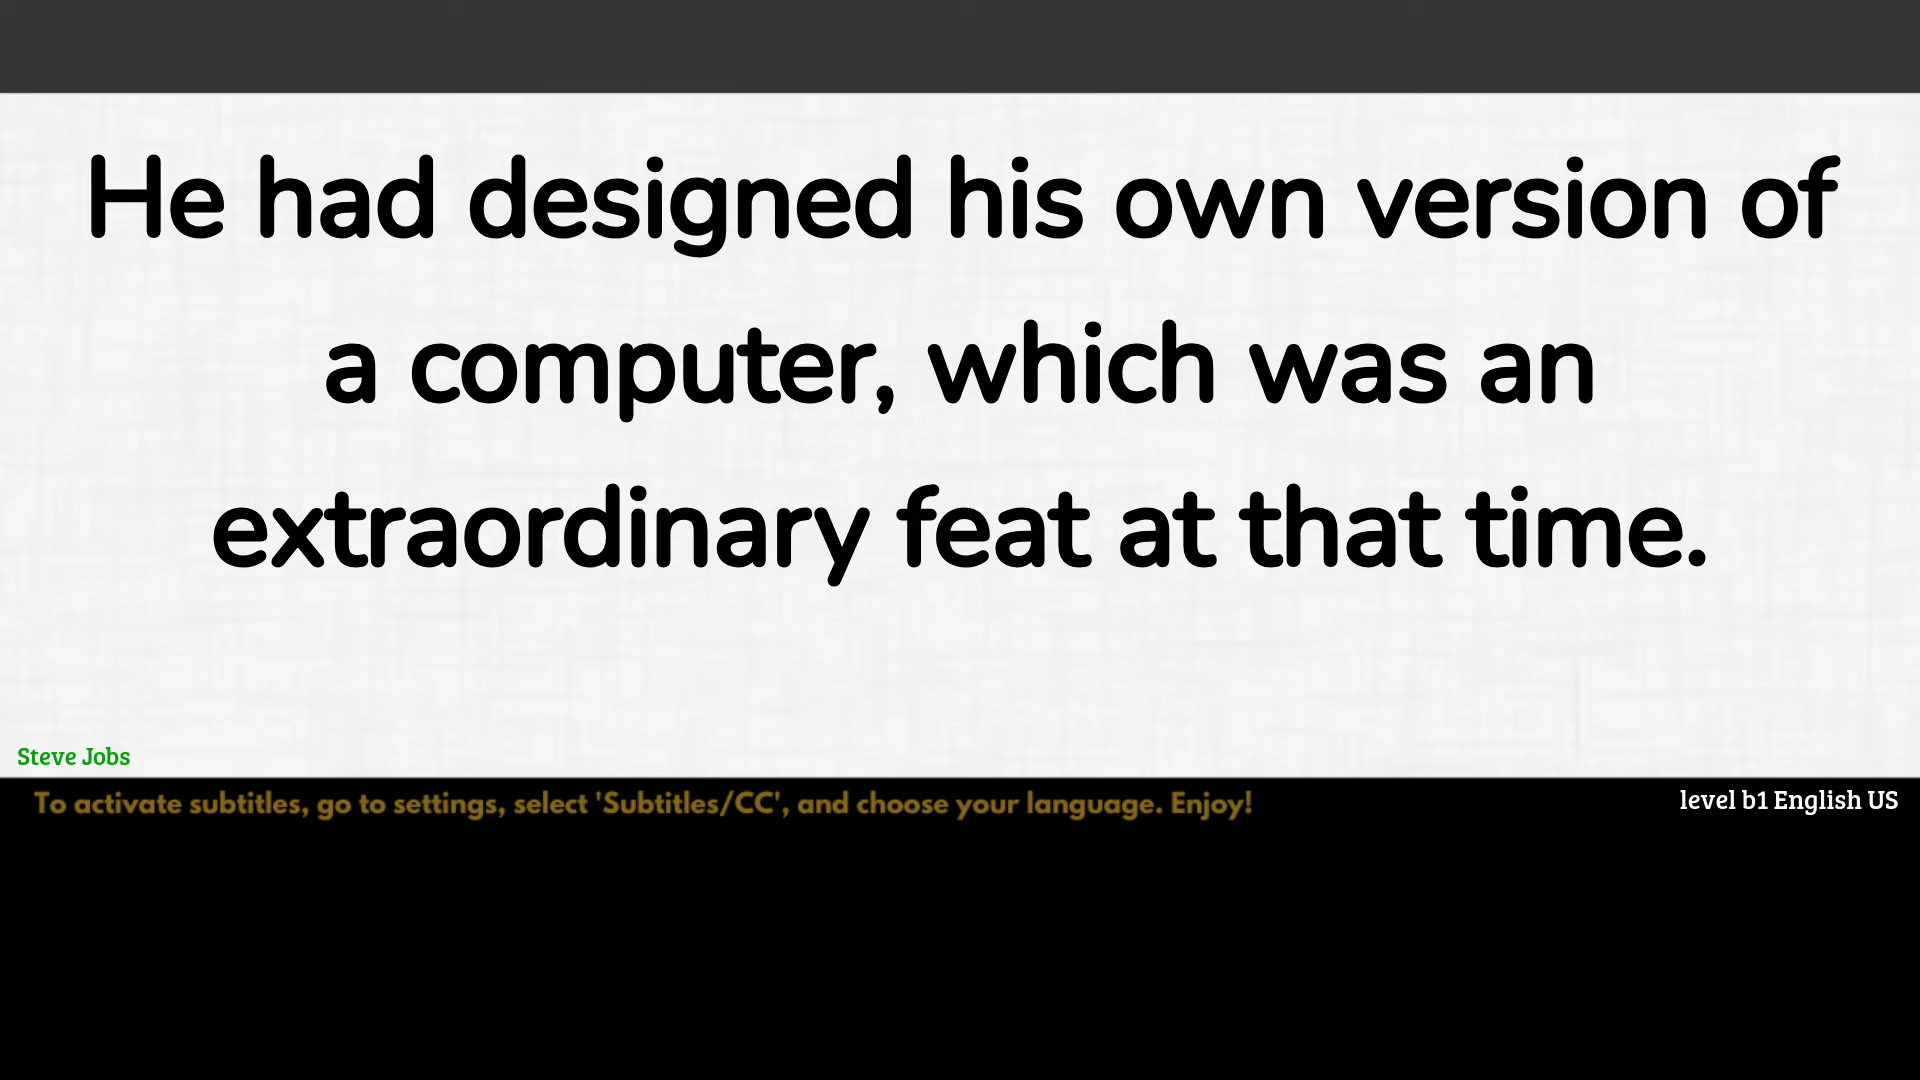 He had designed his own version of
a computer, which was an
extraordinary feat at that time.
Steve Jobs
To activate subtitles, go to settings, select 'Subtitles/CC', and choose your language. Enjoy!
level b1 English US